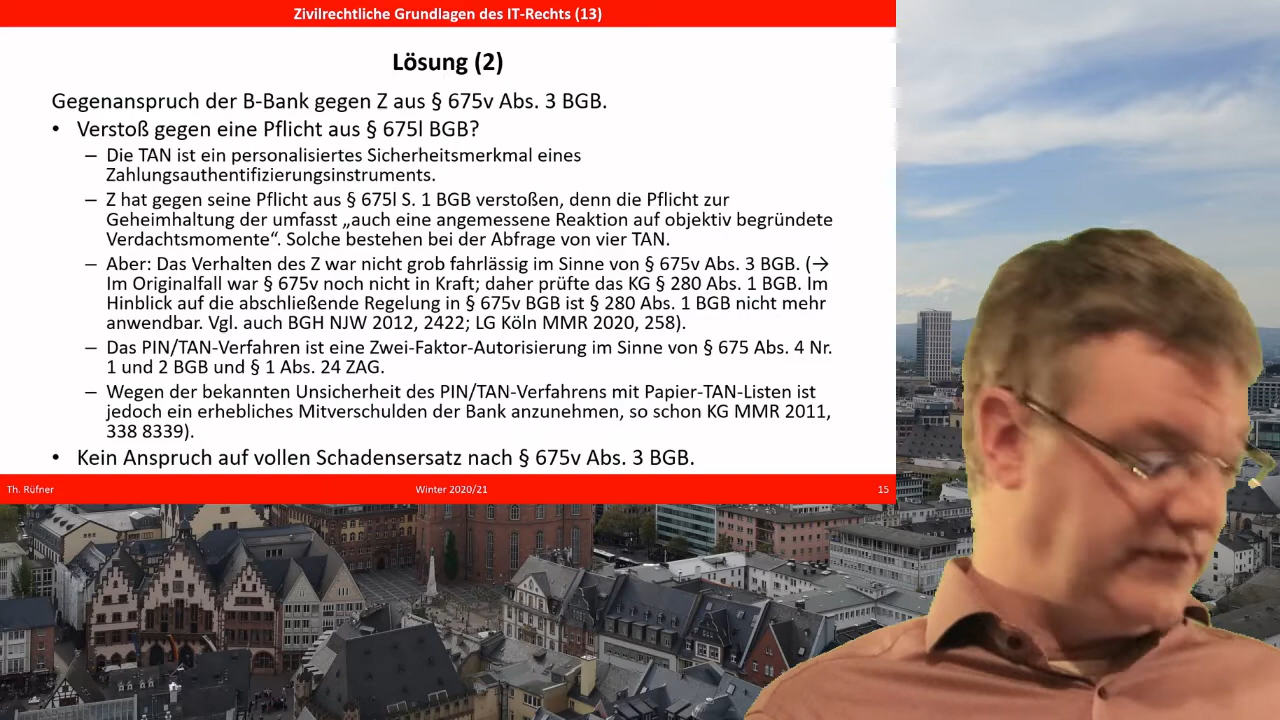 Zivilrechtliche Grundlagen des IT-Rechts (13)
Lösung (2)
Gegenanspruch der B-Bank gegen Z aus § 675v Abs. 3 BGB.
• Verstoß gegen eine Pflicht aus § 675l BGB?
– Die TAN ist ein personalisiertes Sicherheitsmerkmal eines
Zahlungsauthentifizierungsinstruments.
– Z hat gegen seine Pflicht aus § 675l S. 1 BGB verstoßen, denn die Pflicht zur
Geheimhaltung der umfasst „auch eine angemessene Reaktion auf objektiv begründete
Verdachtsmomente“. Solche bestehen bei der Abfrage von vier TAN.
– Aber: Das Verhalten des Z war nicht grob fahrlässig im Sinne von § 675v Abs. 3 BGB. (→
Im Originalfall war § 675v noch nicht in Kraft; daher prüfte das KG § 280 Abs. 1 BGB. Im
Hinblick auf die abschließende Regelung in § 675v BGB ist § 280 Abs. 1 BGB nicht mehr
anwendbar. Vgl. auch BGH NJW 2012, 2422; LG Köln MMR 2020, 258).
– Das PIN/TAN-Verfahren ist eine Zwei-Faktor-Autorisierung im Sinne von § 675 Abs. 4 Nr.
1 und 2 BGB und § 1 Abs. 24 ZAG.
– Wegen der bekannten Unsicherheit des PIN/TAN-Verfahrens mit Papier-TAN-Listen ist
jedoch ein erhebliches Mitverschulden der Bank anzunehmen, so schon KG MMR 2011,
338 8339).
• Kein Anspruch auf vollen Schadensersatz nach § 675v Abs. 3 BGB.
Th. Rüfner
Winter 2020/21
15